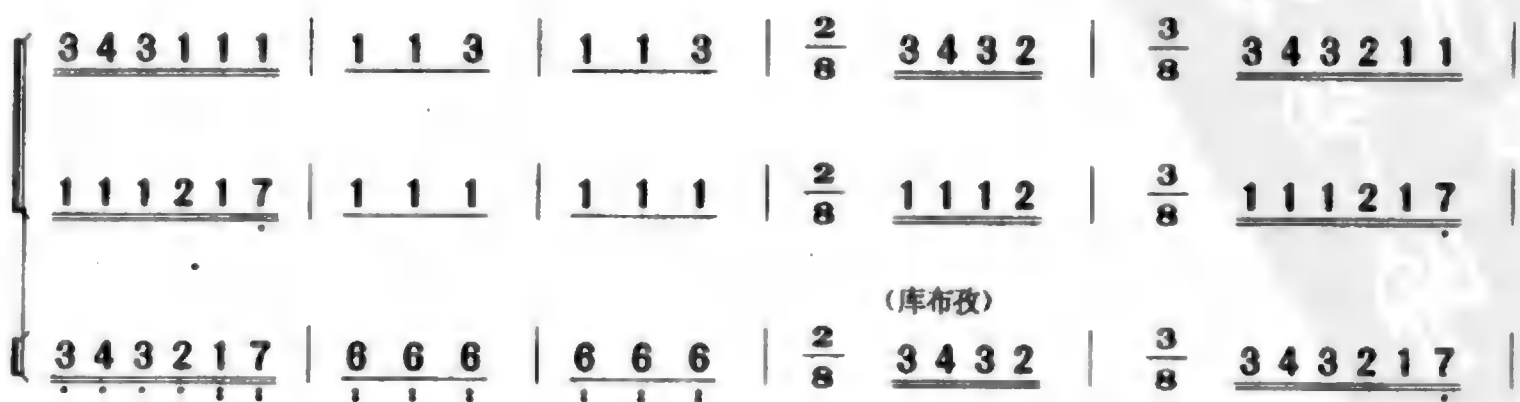 3 4 3 1 1 1 | 1 1 3 | 1 1 3 | 2/8 3 4 3 2 | 3/8 3 4 3 2 1 1 |
1 1 1 2 1 7 | 1 1 1 | 1 1 1 | 2/8 1 1 1 2 | 3/8 1 1 1 2 1 7 |
(库布孜)
3 4 3 2 1 7 | 6 6 6 | 6 6 6 | 2/8 3 4 3 2 | 3/8 3 4 3 2 1 7 |